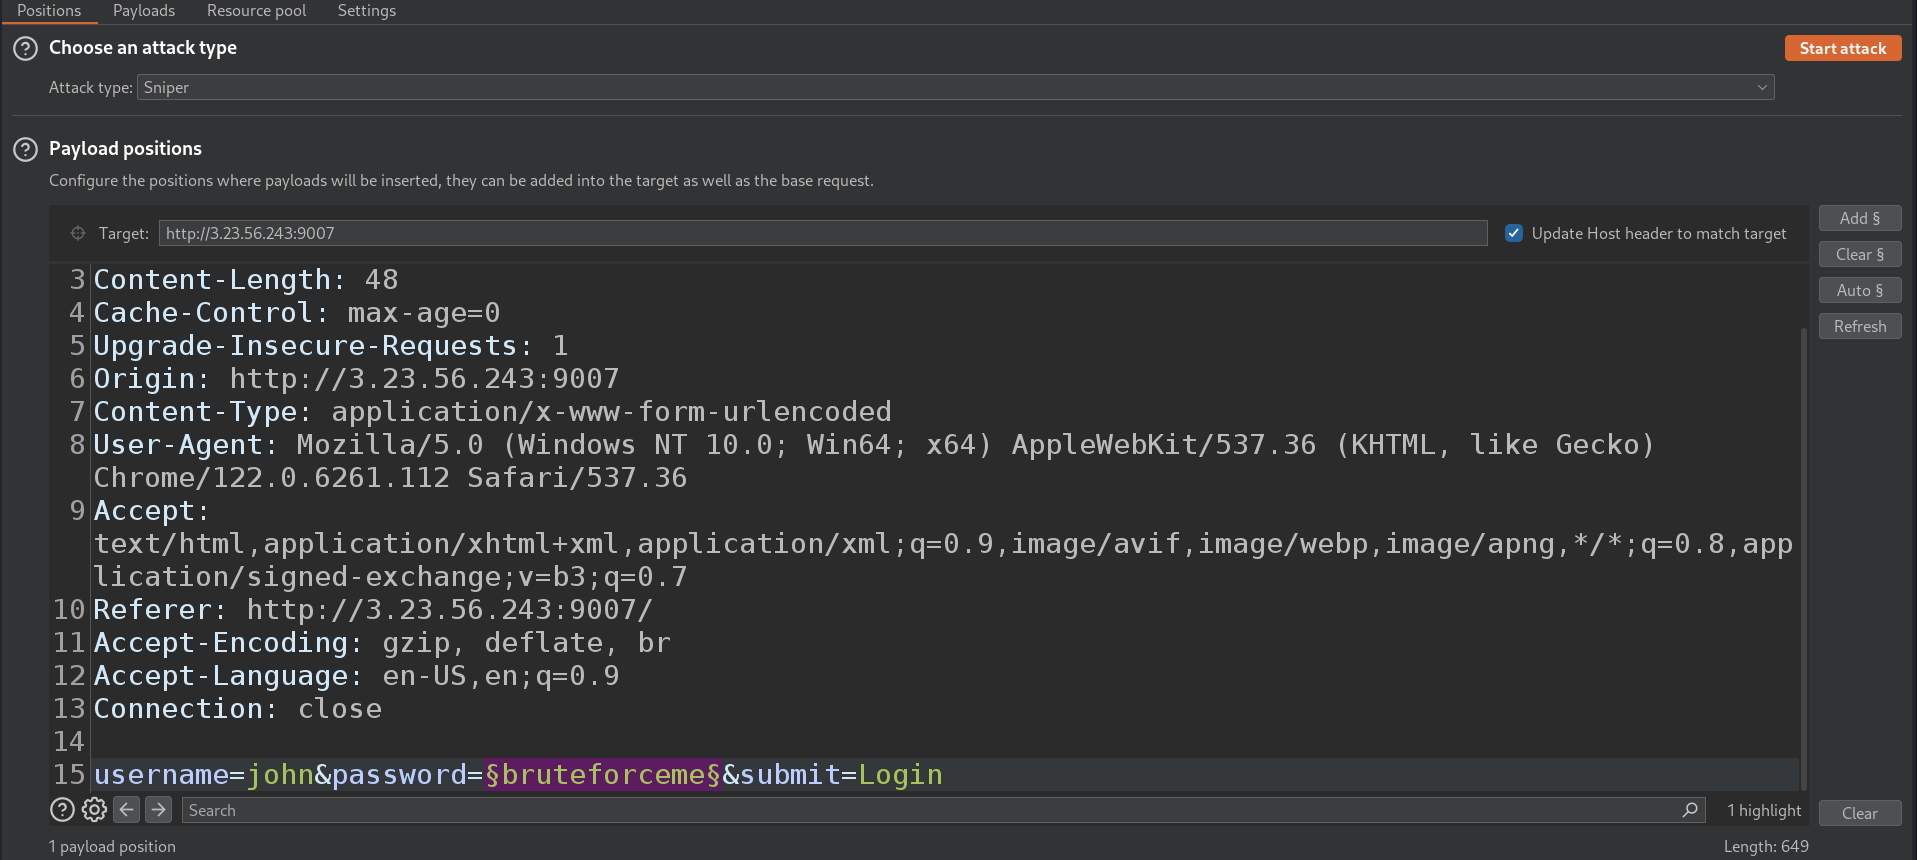 Positions Payloads Resource pool Settings
? Choose an attack type Start attack
Attack type: Sniper
? Payload positions
Configure the positions where payloads will be inserted, they can be added into the target as well as the base request.
Target: http://3.23.56.243:9007 Update Host header to match target
Add §
Clear §
Auto §
Refresh
3 Content-Length: 48
4 Cache-Control: max-age=0
5 Upgrade-Insecure-Requests: 1
6 Origin: http://3.23.56.243:9007
7 Content-Type: application/x-www-form-urlencoded
8 User-Agent: Mozilla/5.0 (Windows NT 10.0; Win64; x64) AppleWebKit/537.36 (KHTML, like Gecko)
Chrome/122.0.6261.112 Safari/537.36
9 Accept:
text/html,application/xhtml+xml,application/xml;q=0.9,image/avif,image/webp,image/apng,*/*;q=0.8,app
lication/signed-exchange;v=b3;q=0.7
10 Referer: http://3.23.56.243:9007/
11 Accept-Encoding: gzip, deflate, br
12 Accept-Language: en-US,en;q=0.9
13 Connection: close
14
15 username=john&password=§bruteforceme§&submit=Login
? Search 1 highlight Clear
1 payload position Length: 649